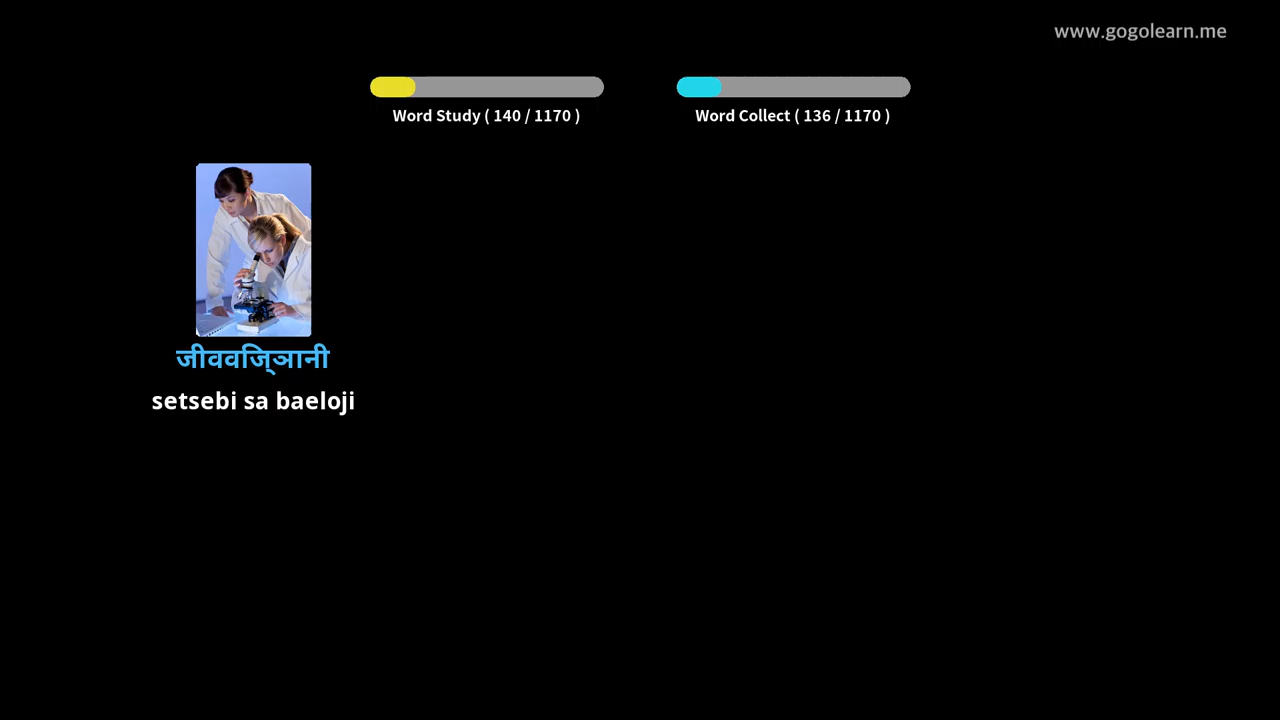 www.gogolearn.me
Word Study ( 140 / 1170 )
Word Collect ( 136 / 1170 )
जीववजि्ञानी
setsebi sa baeloji